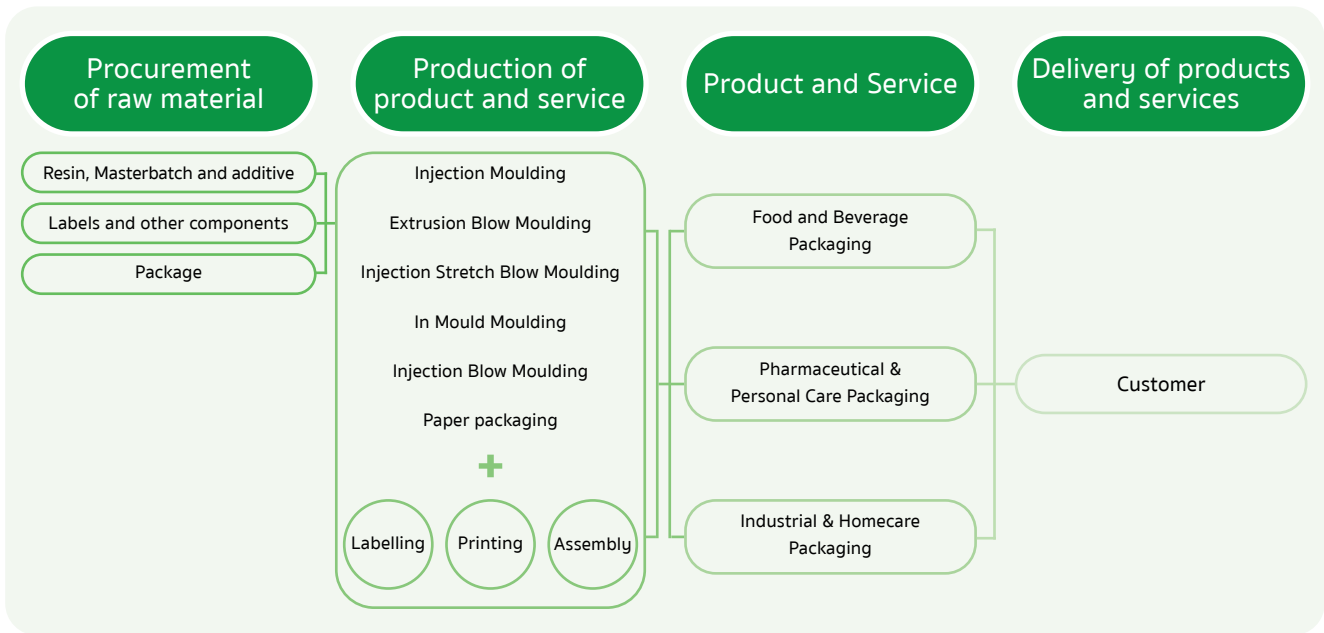 Procurement
of raw material
Production of
product and service
Product and Service
Delivery of products
and services
Resin, Masterbatch and additive
Labels and other components
Package
Injection Moulding
Extrusion Blow Moulding
Injection Stretch Blow Moulding
In Mould Moulding
Injection Blow Moulding
Paper packaging
+
Labelling
Printing
Assembly
Food and Beverage
Packaging
Pharmaceutical &
Personal Care Packaging
Industrial & Homecare
Packaging
Customer